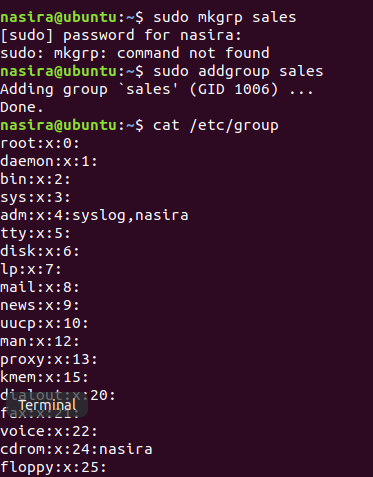 nasira@ubuntu:~$ sudo mkgrp sales
[sudo] password for nasira:
sudo: mkgrp: command not found
nasira@ubuntu:~$ sudo addgroup sales
Adding group `sales' (GID 1006) ...
Done.
nasira@ubuntu:~$ cat /etc/group
root:x:0:
daemon:x:1:
bin:x:2:
sys:x:3:
adm:x:4:syslog,nasira
tty:x:5:
disk:x:6:
lp:x:7:
mail:x:8:
news:x:9:
uucp:x:10:
man:x:12:
proxy:x:13:
kmem:x:15:
dialout:x:20:
Terminal
fax:x:21:
voice:x:22:
cdrom:x:24:nasira
floppy:x:25: